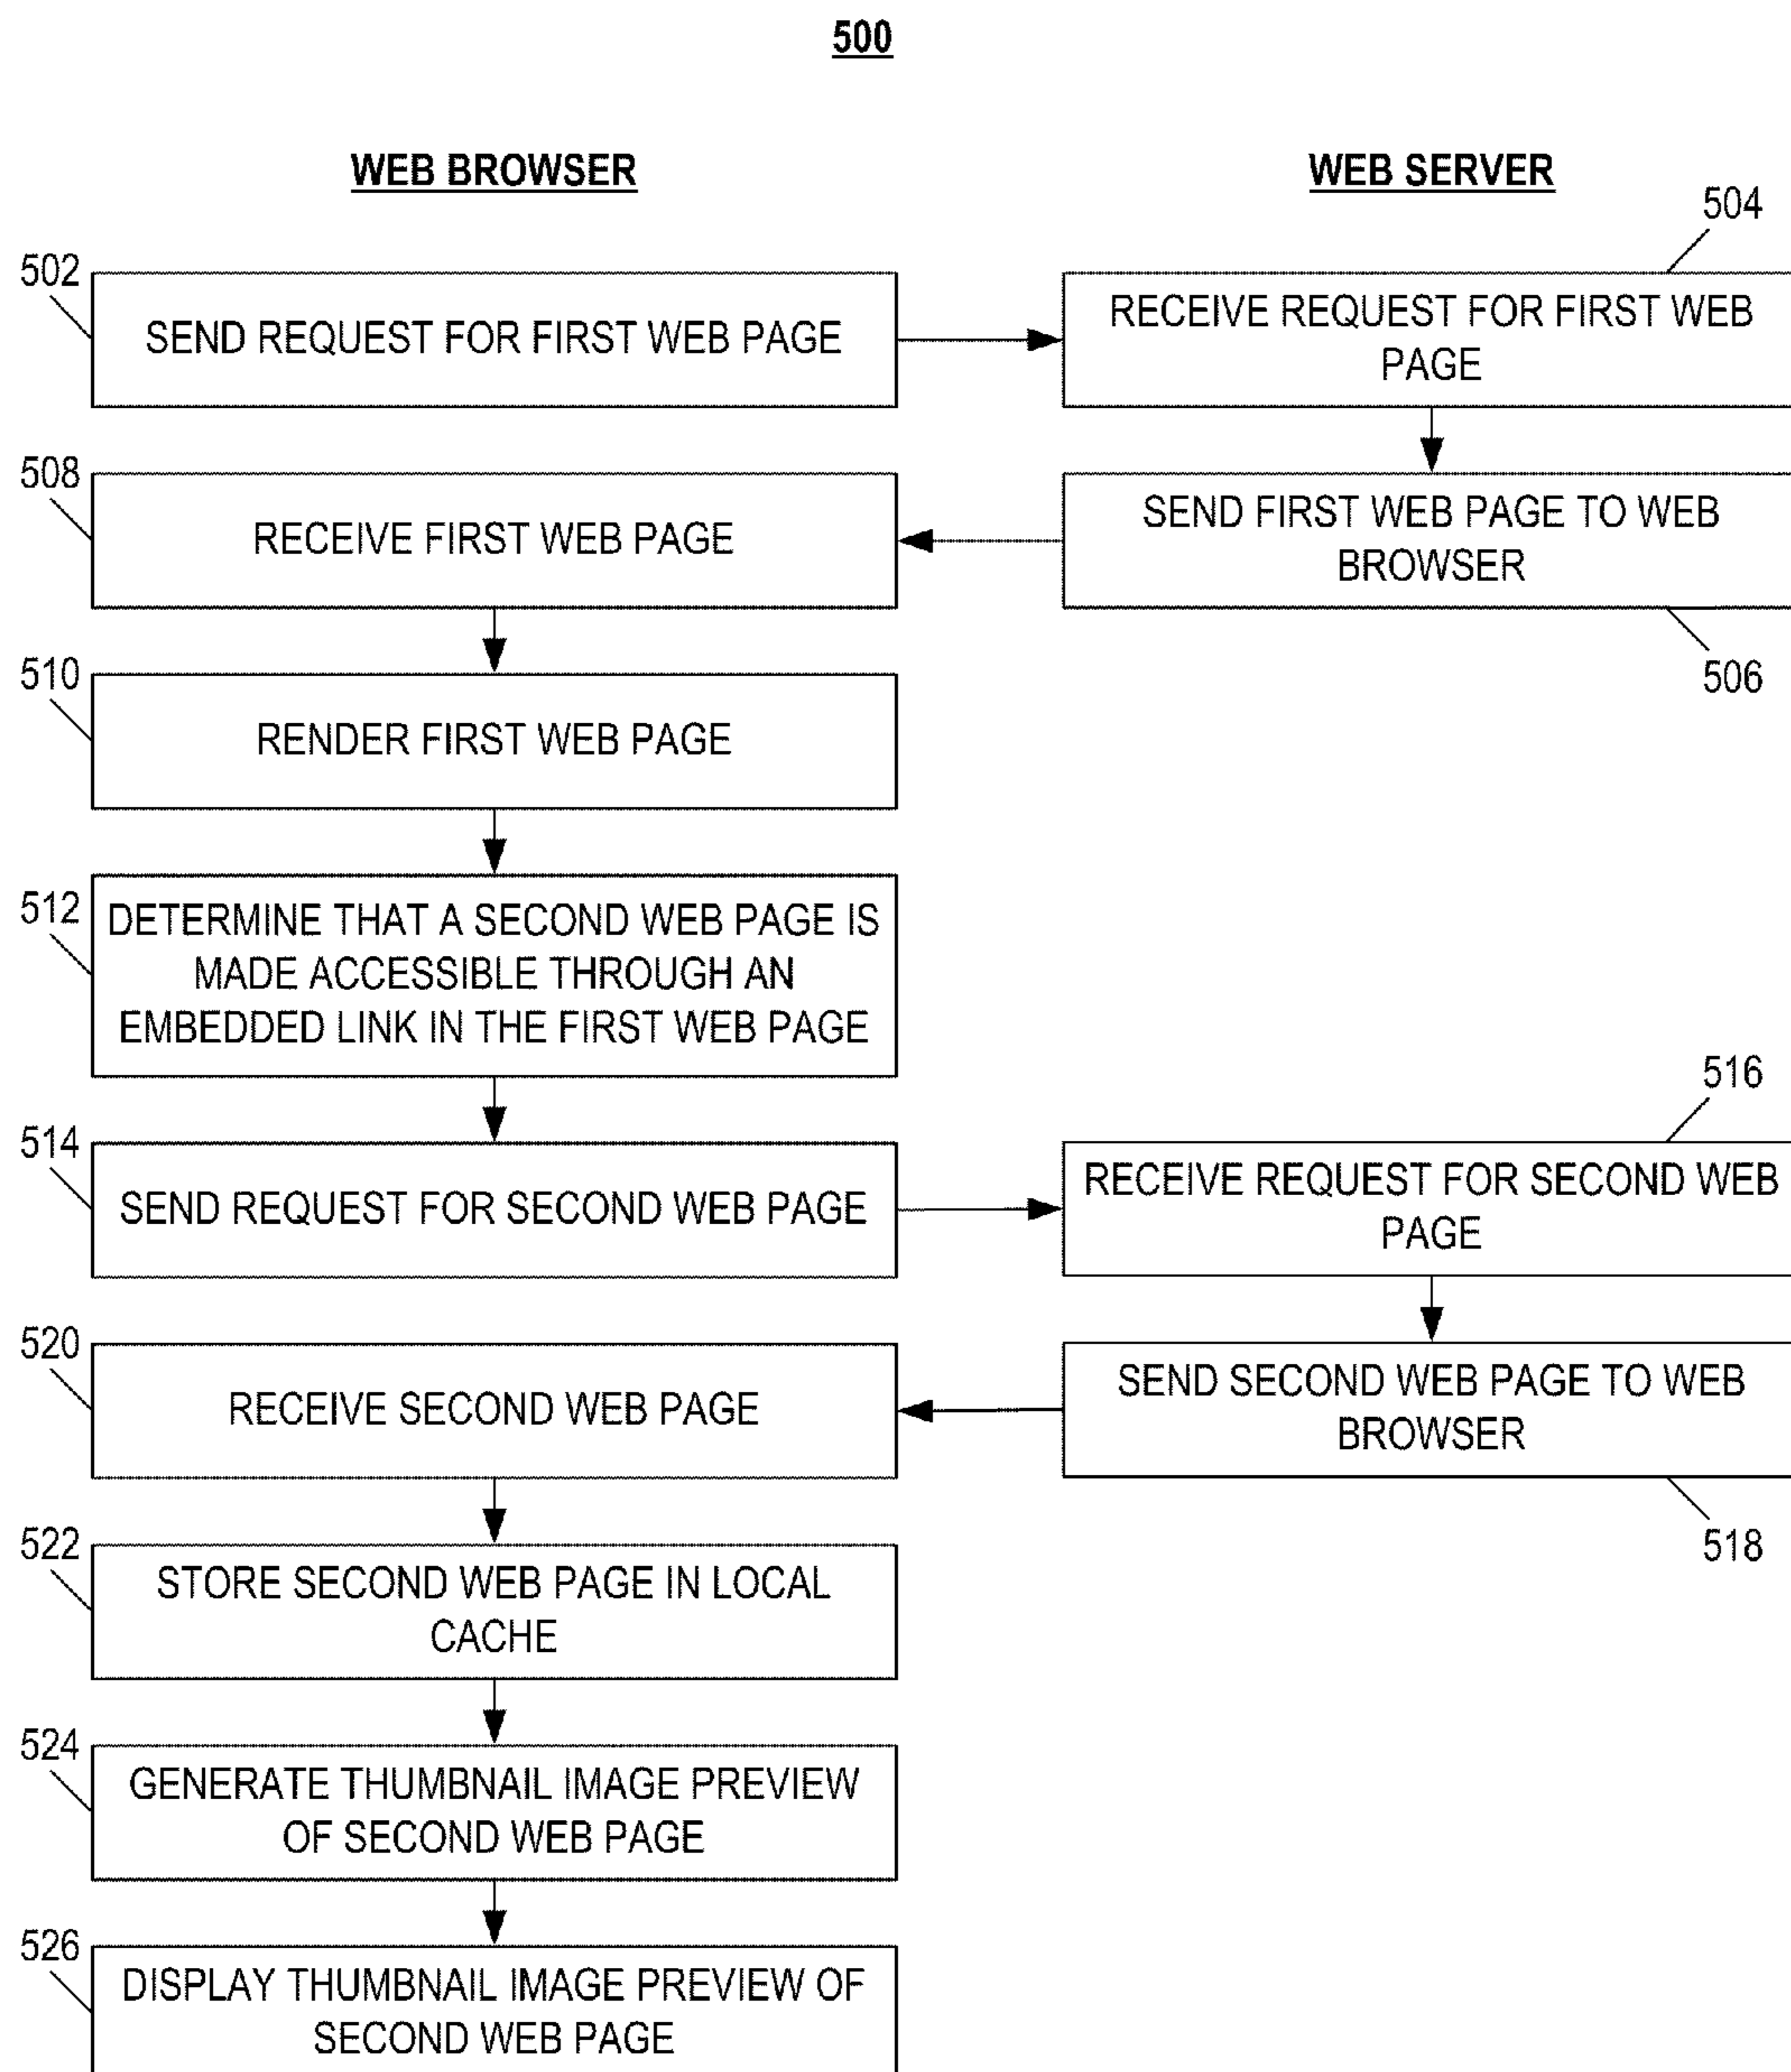 500
WEB BROWSER
WEB SERVER
502
SEND REQUEST FOR FIRST WEB PAGE
504
RECEIVE REQUEST FOR FIRST WEB
PAGE
506
SEND FIRST WEB PAGE TO WEB
BROWSER
508
RECEIVE FIRST WEB PAGE
510
RENDER FIRST WEB PAGE
512
DETERMINE THAT A SECOND WEB PAGE IS
MADE ACCESSIBLE THROUGH AN
EMBEDDED LINK IN THE FIRST WEB PAGE
514
SEND REQUEST FOR SECOND WEB PAGE
516
RECEIVE REQUEST FOR SECOND WEB
PAGE
518
SEND SECOND WEB PAGE TO WEB
BROWSER
520
RECEIVE SECOND WEB PAGE
522
STORE SECOND WEB PAGE IN LOCAL
CACHE
524
GENERATE THUMBNAIL IMAGE PREVIEW
OF SECOND WEB PAGE
526
DISPLAY THUMBNAIL IMAGE PREVIEW OF
SECOND WEB PAGE